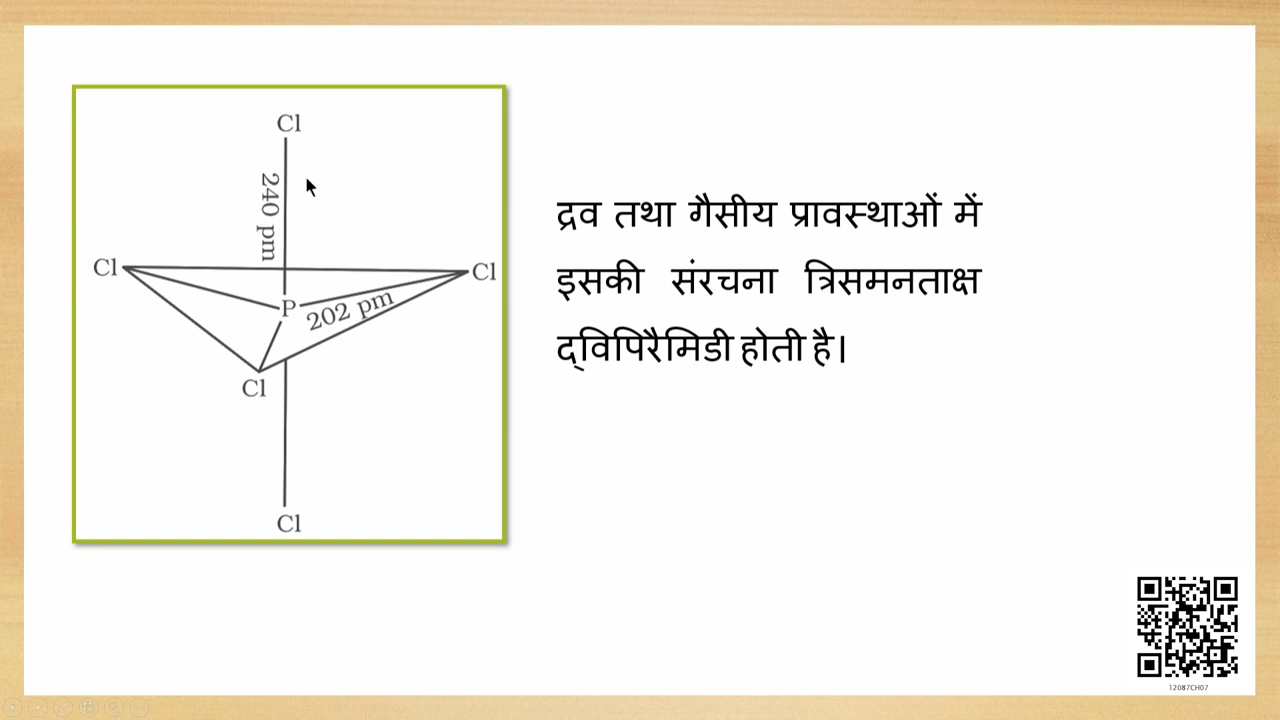 Cl
240 pm
Cl
Cl
P
202 pm
Cl
Cl
द्रव तथा गैसीय प्रावस्थाओं में
इसकी संरचना त्रिसमनताक्ष
द्विपिरैमिडी होती है।
12087CH07